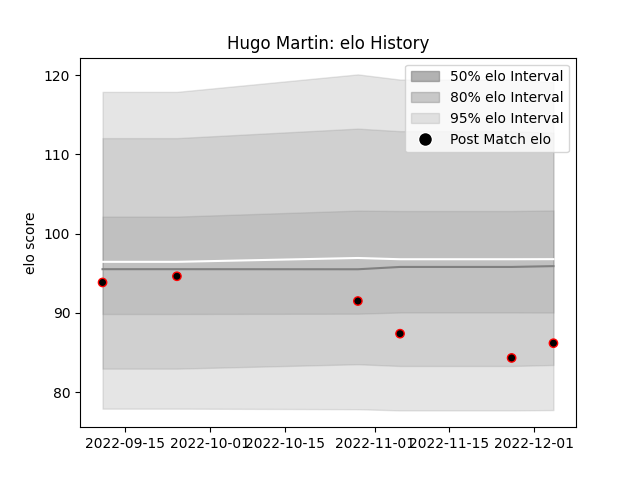 Hugo Martin: elo History
120
110
100
90
80
elo score
50% elo Interval
80% elo Interval
95% elo Interval
Post Match elo
2022-09-15 2022-10-01 2022-10-15 2022-11-01 2022-11-15 2022-12-01